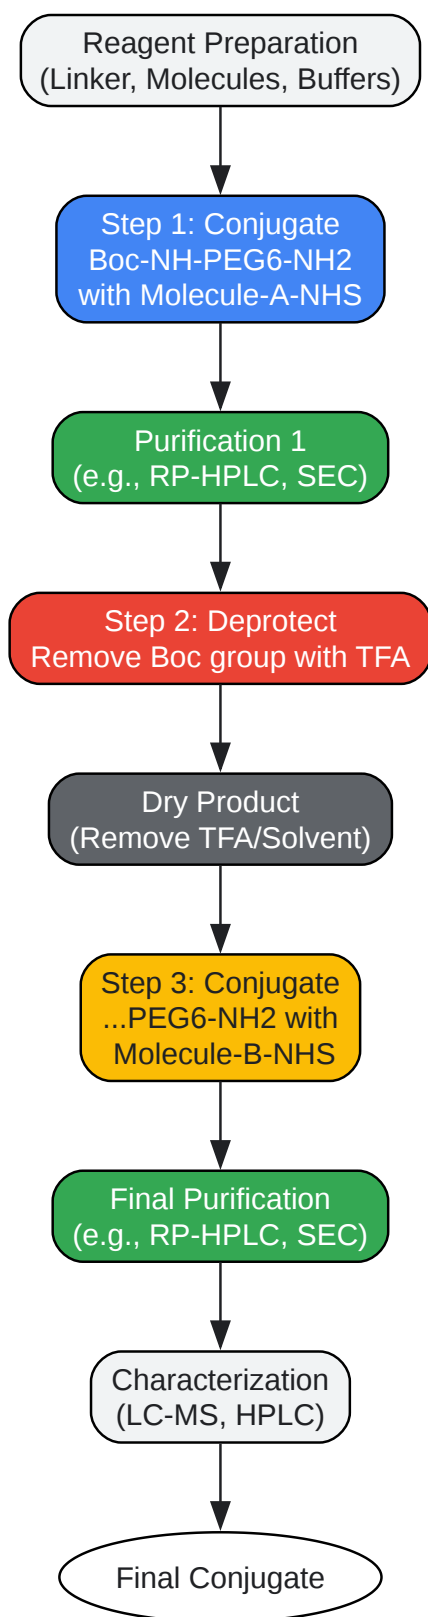 Reagent Preparation
(Linker, Molecules, Buffers)
Step 1: Conjugate
Boc-NH-PEG6-NH2
with Molecule-A-NHS
Purification 1
(e.g., RP-HPLC, SEC)
Step 2: Deprotect
Remove Boc group with TFA
Dry Product
(Remove TFA/Solvent)
Step 3: Conjugate
...PEG6-NH2 with
Molecule-B-NHS
Final Purification
(e.g., RP-HPLC, SEC)
Characterization
(LC-MS, HPLC)
Final Conjugate